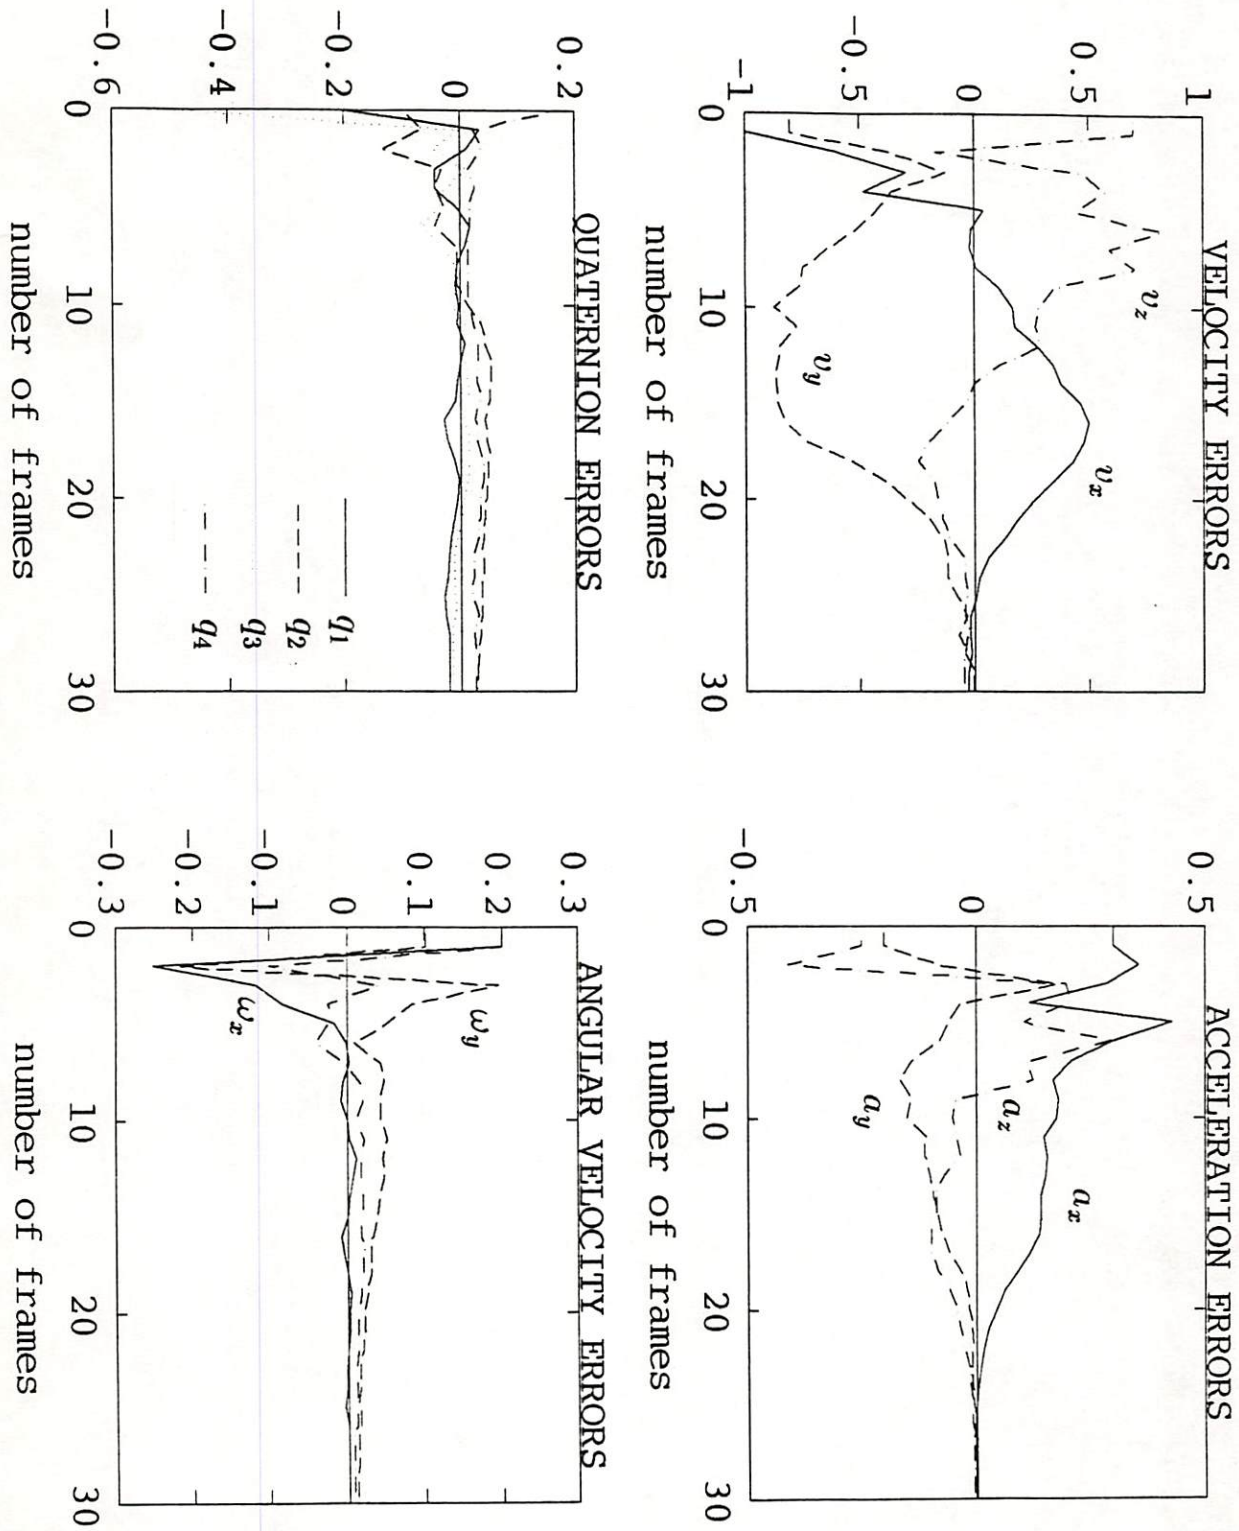 VELOCITY ERRORS
1
0.5
0
-0.5
-1
0
10
20
30
v_z
v_y
v_x
number of frames
ACCELERATION ERRORS
0.5
0
-0.5
0
10
20
30
a_x
a_z
a_y
number of frames
QUATERNION ERRORS
0.2
0
-0.2
-0.4
-0.6
0
10
20
30
q_1
q_2
q_3
q_4
number of frames
ANGULAR VELOCITY ERRORS
0.3
0.2
0.1
0
-0.1
-0.2
-0.3
0
10
20
30
ω_y
ω_x
number of frames